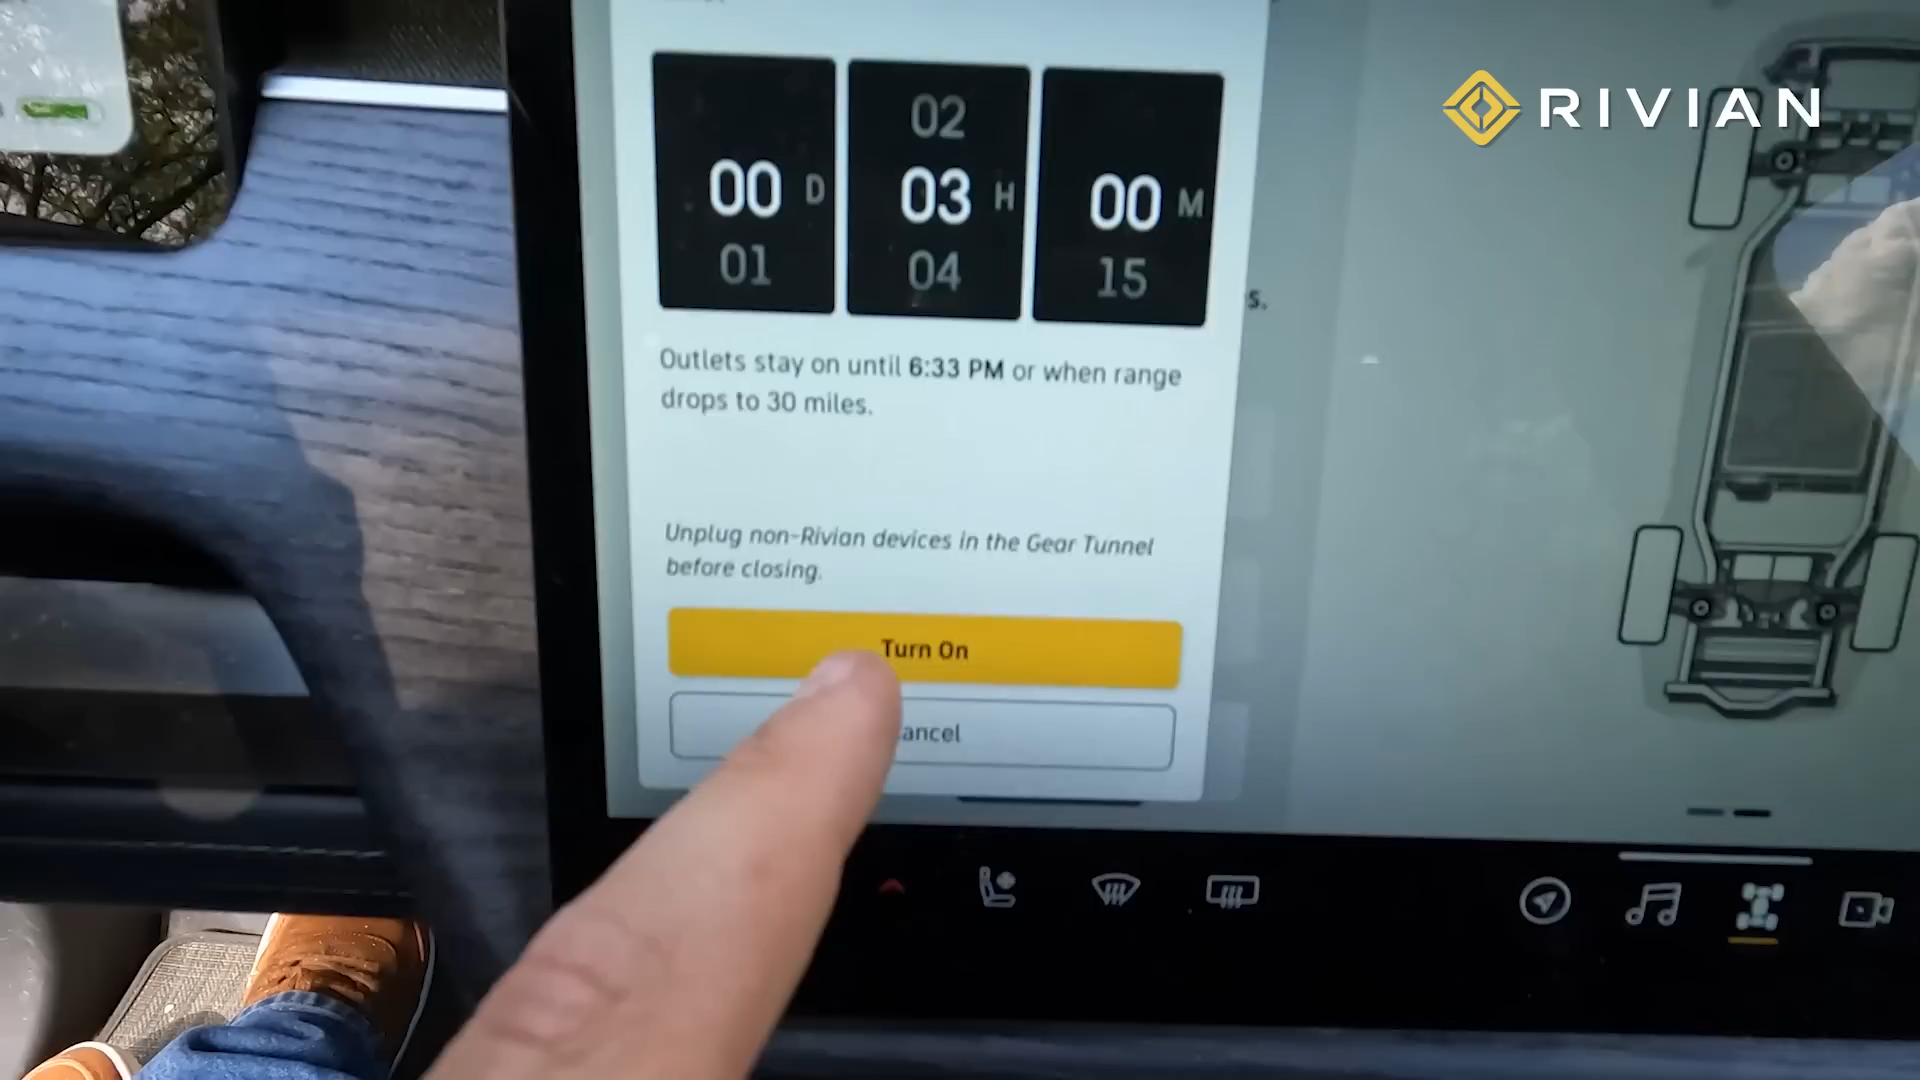 RIVIAN
02
00 D 03 H 00 M
01 04 15
Outlets stay on until 6:33 PM or when range
drops to 30 miles.
Unplug non-Rivian devices in the Gear Tunnel
before closing.
Turn On
ancel
s.